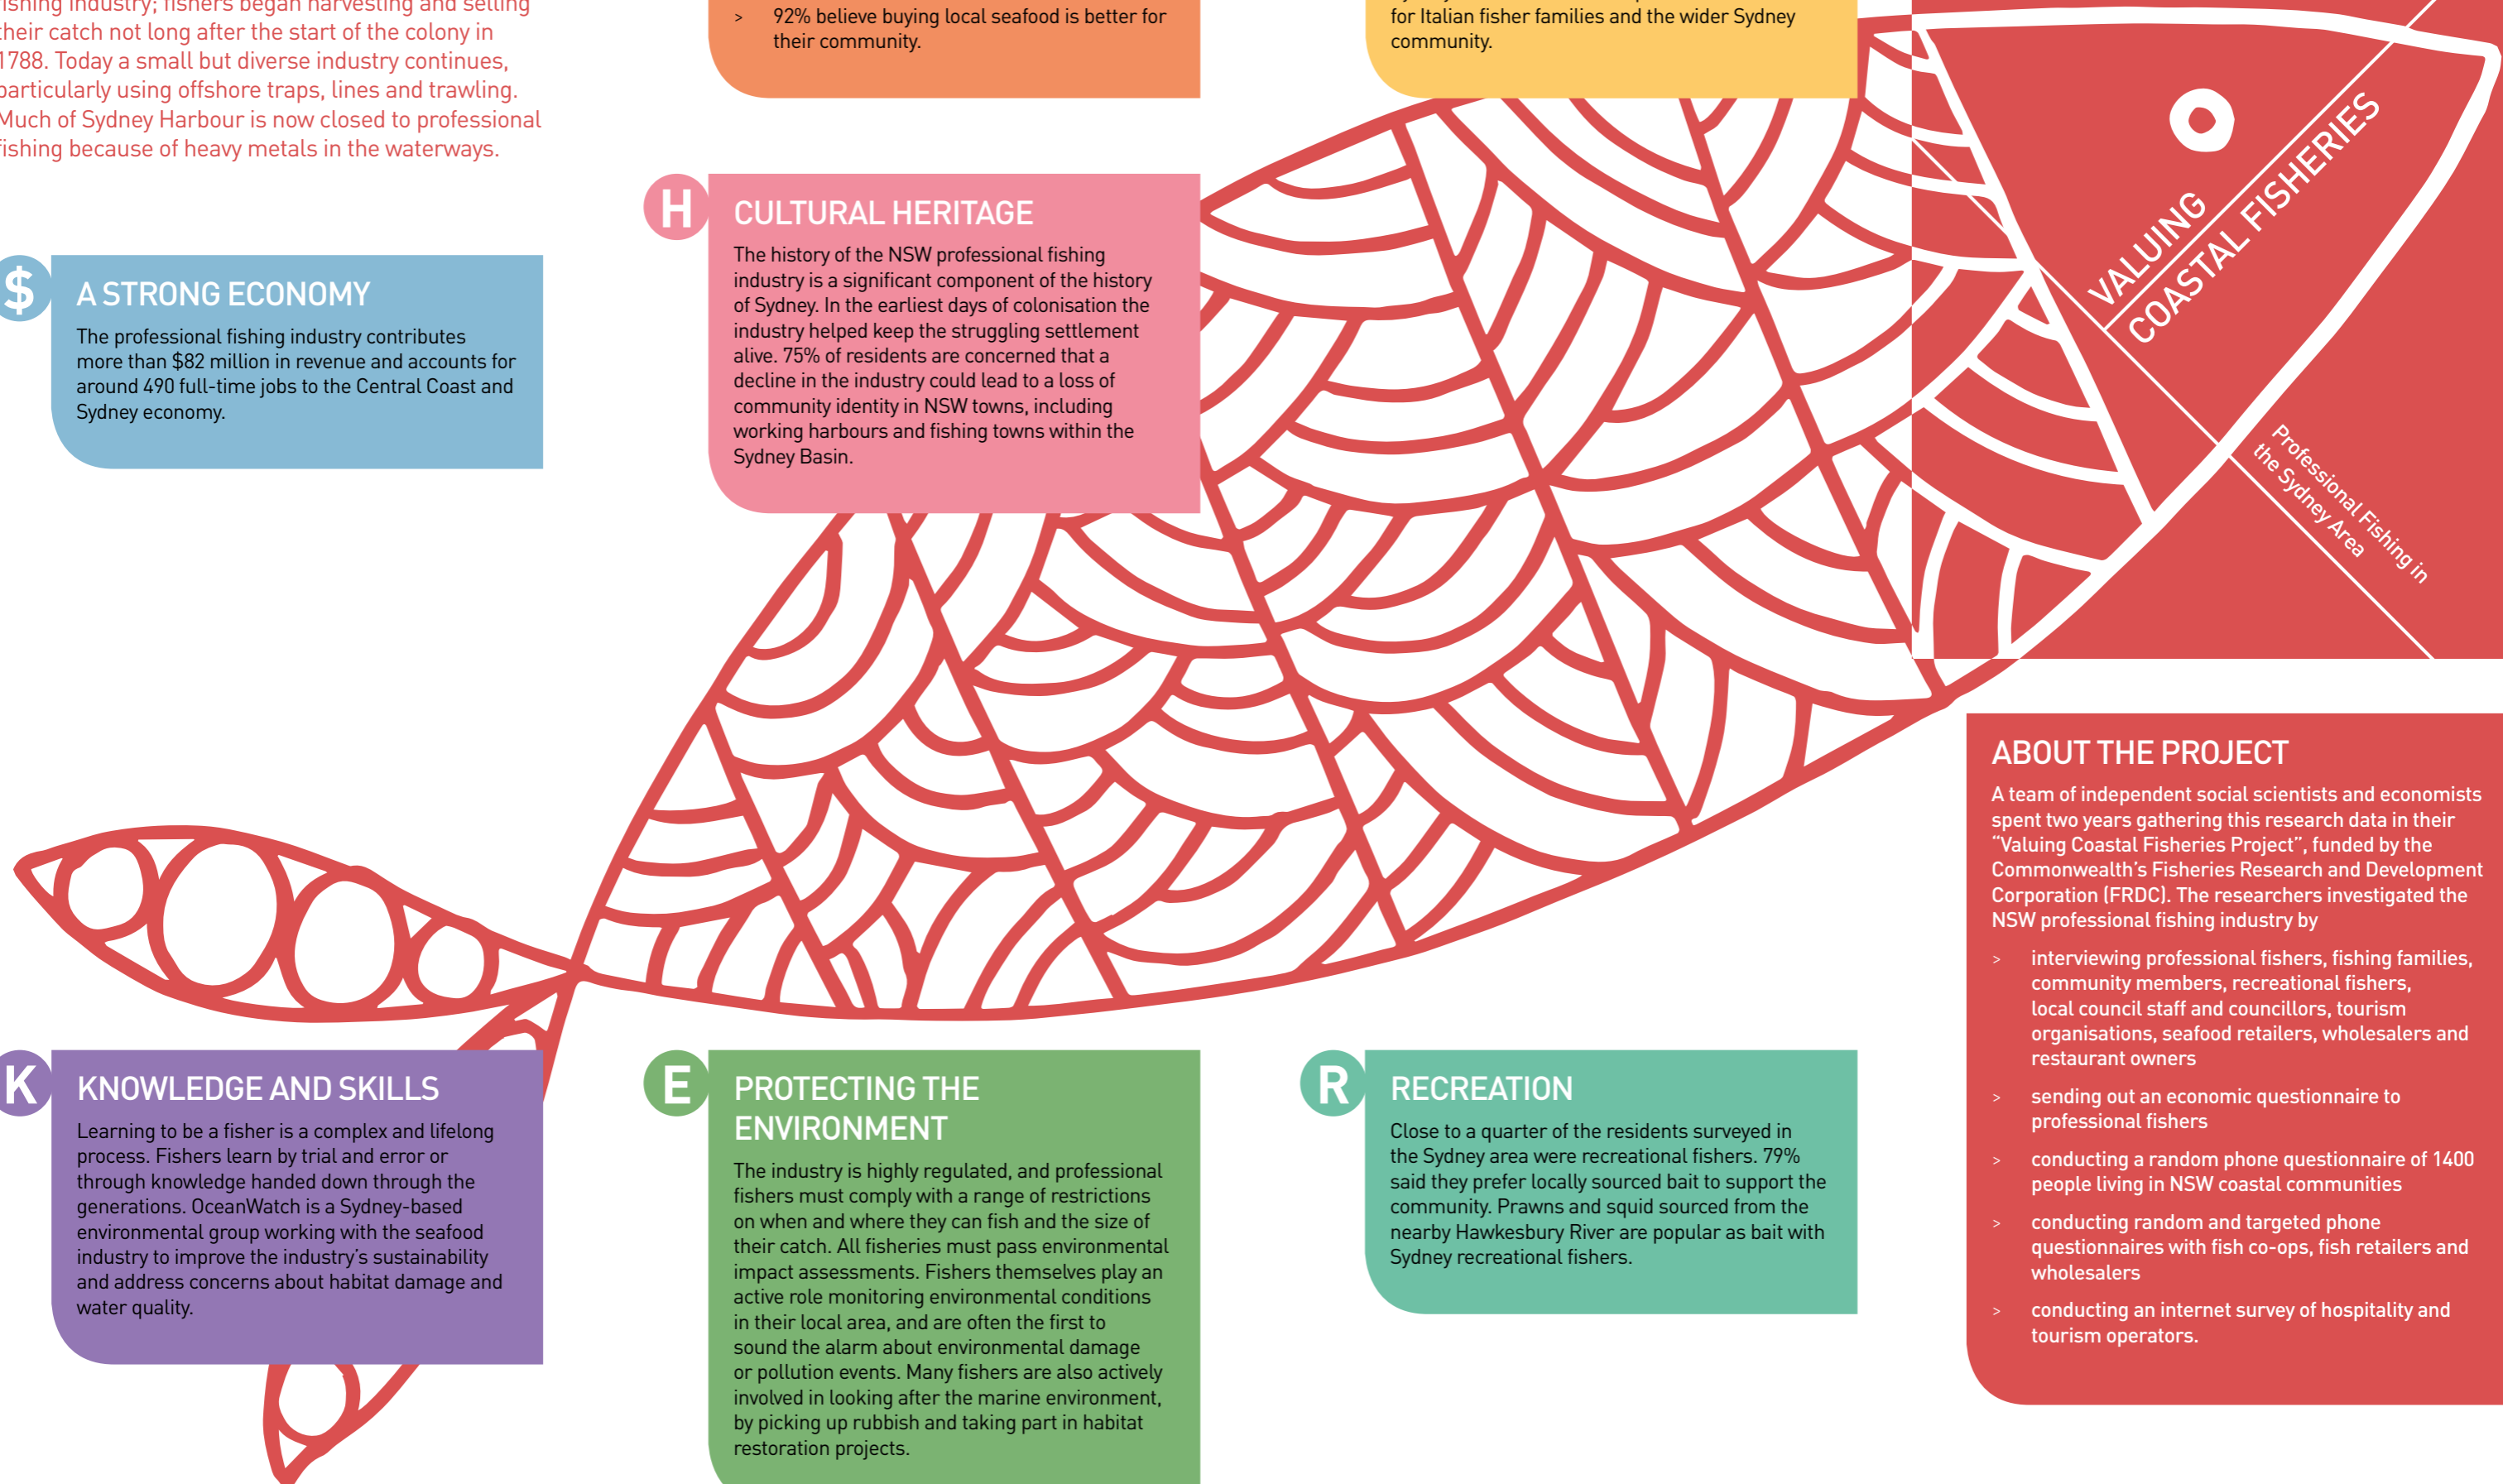 fishing industry; fishers began harvesting and selling
their catch not long after the start of the colony in
1788. Today a small but diverse industry continues,
particularly using offshore traps, lines and trawling.
Much of Sydney Harbour is now closed to professional
fishing because of heavy metals in the waterways.
$
A STRONG ECONOMY
The professional fishing industry contributes
more than $82 million in revenue and accounts for
around 490 full-time jobs to the Central Coast and
Sydney economy.
K
KNOWLEDGE AND SKILLS
Learning to be a fisher is a complex and lifelong
process. Fishers learn by trial and error or
through knowledge handed down through the
generations. OceanWatch is a Sydney-based
environmental group working with the seafood
industry to improve the industry’s sustainability
and address concerns about habitat damage and
water quality.
> 92% believe buying local seafood is better for
their community.
H
CULTURAL HERITAGE
The history of the NSW professional fishing
industry is a significant component of the history
of Sydney. In the earliest days of colonisation the
industry helped keep the struggling settlement
alive. 75% of residents are concerned that a
decline in the industry could lead to a loss of
community identity in NSW towns, including
working harbours and fishing towns within the
Sydney Basin.
E
PROTECTING THE
ENVIRONMENT
The industry is highly regulated, and professional
fishers must comply with a range of restrictions
on when and where they can fish and the size of
their catch. All fisheries must pass environmental
impact assessments. Fishers themselves play an
active role monitoring environmental conditions
in their local area, and are often the first to
sound the alarm about environmental damage
or pollution events. Many fishers are also actively
involved in looking after the marine environment,
by picking up rubbish and taking part in habitat
restoration projects.
for Italian fisher families and the wider Sydney
community.
R
RECREATION
Close to a quarter of the residents surveyed in
the Sydney area were recreational fishers. 79%
said they prefer locally sourced bait to support the
community. Prawns and squid sourced from the
nearby Hawkesbury River are popular as bait with
Sydney recreational fishers.
VALUING
COASTAL FISHERIES
Professional Fishing in
the Sydney Area
ABOUT THE PROJECT
A team of independent social scientists and economists
spent two years gathering this research data in their
“Valuing Coastal Fisheries Project”, funded by the
Commonwealth’s Fisheries Research and Development
Corporation (FRDC). The researchers investigated the
NSW professional fishing industry by
> interviewing professional fishers, fishing families,
community members, recreational fishers,
local council staff and councillors, tourism
organisations, seafood retailers, wholesalers and
restaurant owners
> sending out an economic questionnaire to
professional fishers
> conducting a random phone questionnaire of 1400
people living in NSW coastal communities
> conducting random and targeted phone
questionnaires with fish co-ops, fish retailers and
wholesalers
> conducting an internet survey of hospitality and
tourism operators.